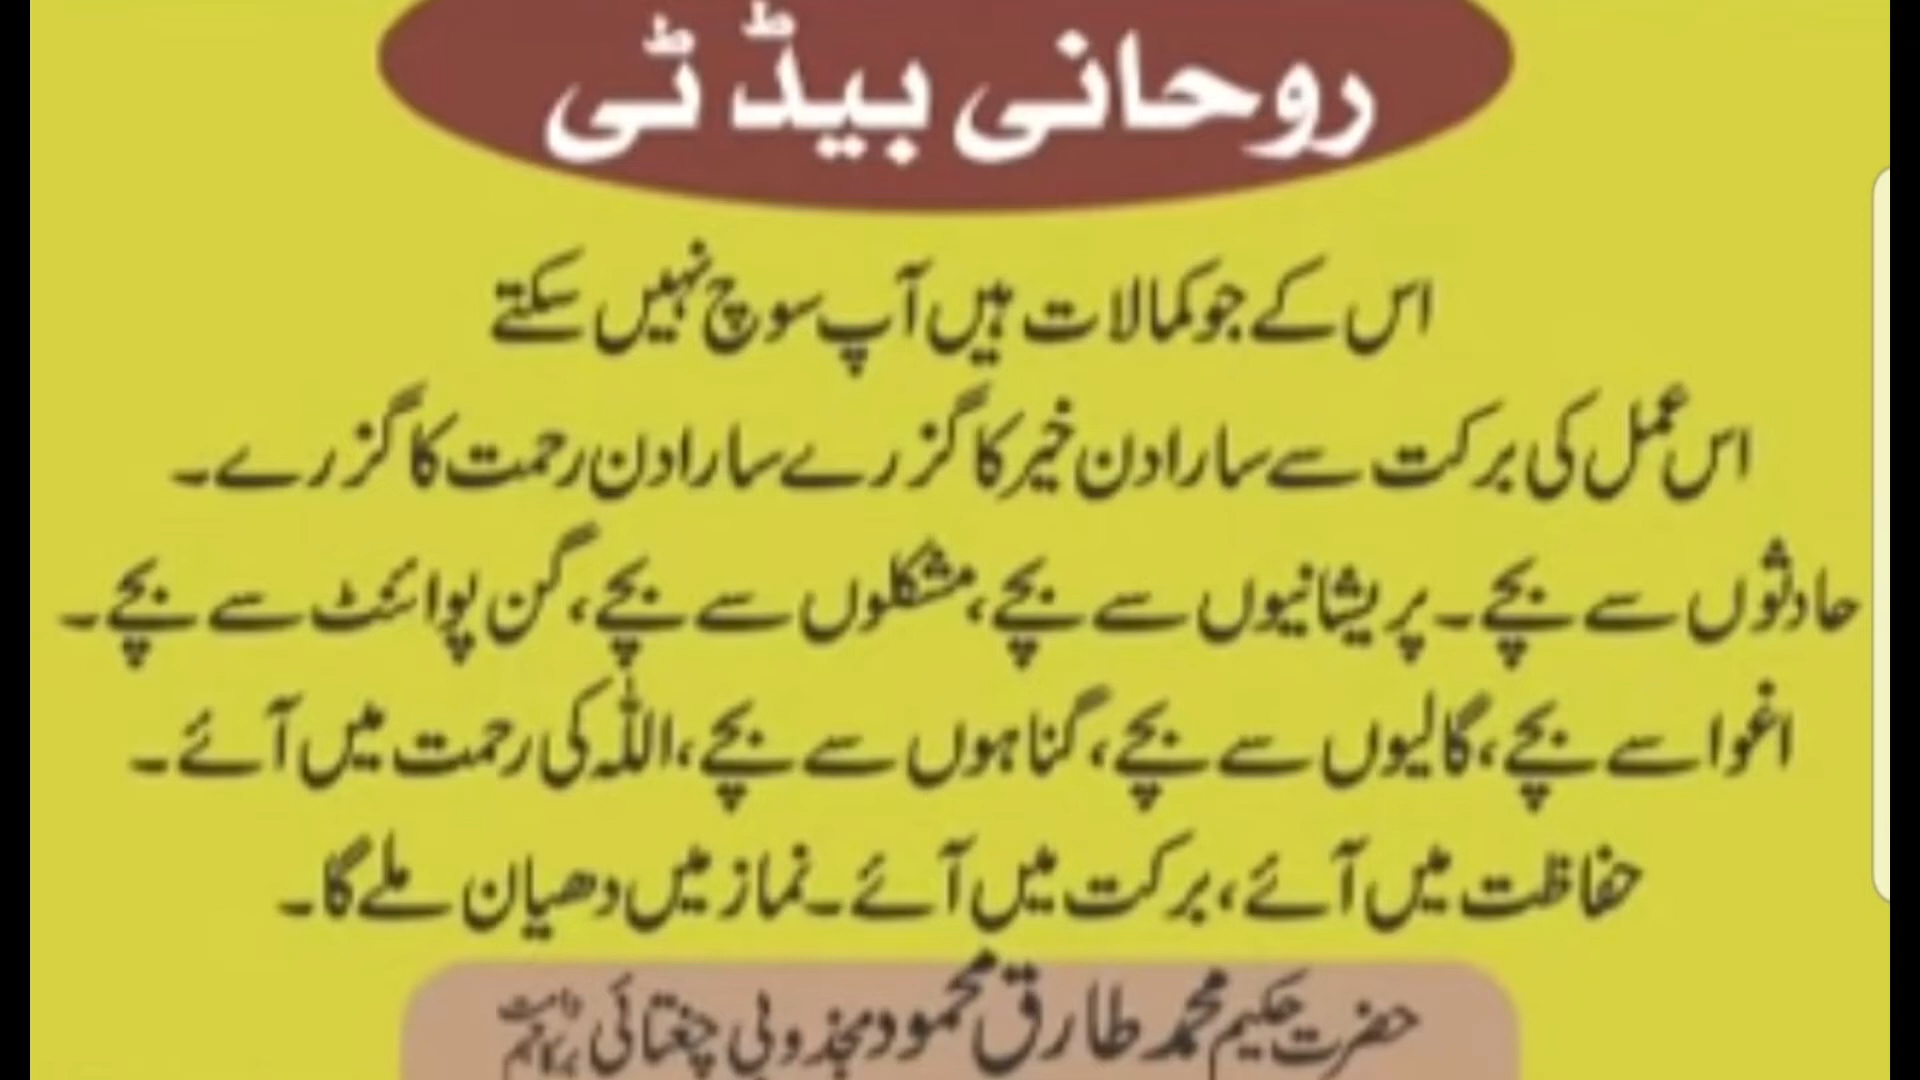 روحانی بیڈ ٹی
اس کے جو کمالات ہیں آپ سوچ نہیں سکتے
اس عمل کی برکت سے سارا دن خیر کا گزرے سارا دن رحمت کا گزرے۔
حادثوں سے بچے۔ پریشانیوں سے بچے، مشکلوں سے بچے، گن پوائنٹ سے بچے۔
اغوا سے بچے، گالیوں سے بچے، گناہوں سے بچے، اللہ کی رحمت میں آئے۔
حفاظت میں آئے، برکت میں آئے۔ نماز میں دھیان ملے گا۔
حضرت حکیم محمد طارق محمود مجذوبی چغتائی دامت برکاتہم